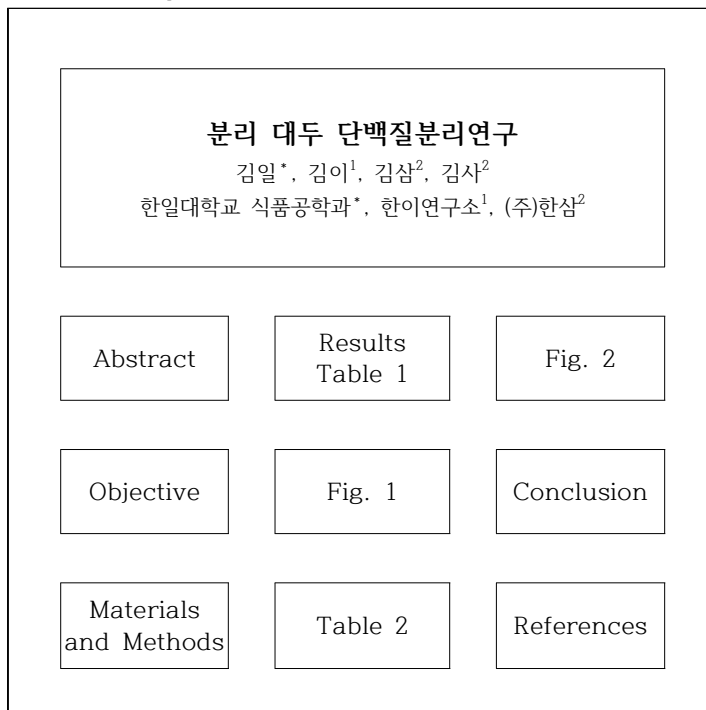 분리 대두 단백질분리연구
김일*, 김이¹, 김삼², 김사²
한일대학교 식품공학과*, 한이연구소¹, (주)한삼²
Abstract
Objective
Materials
and Methods
Results
Table 1
Fig. 1
Table 2
Fig. 2
Conclusion
References